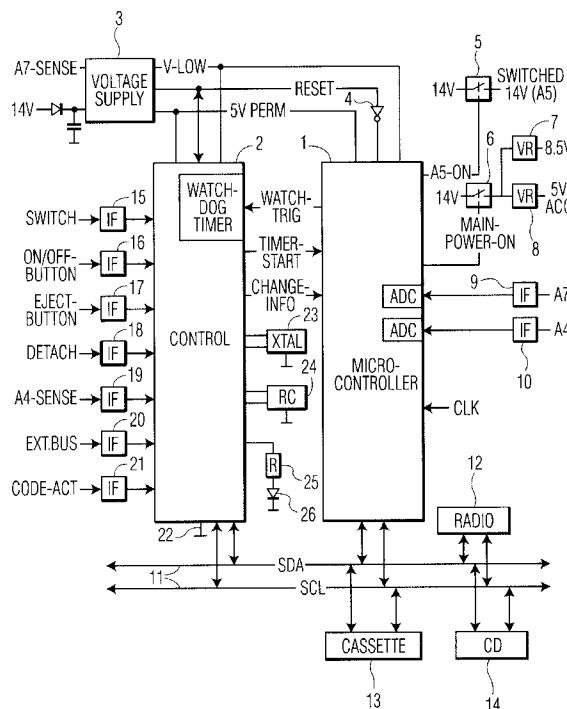 3
A7-SENSE
VOLTAGE
SUPPLY
V-LOW
RESET
14V
4
5V PERM
5
14V
SWITCHED
14V (A5)
7
VR
8.5V
6
A5-ON
14V
VR
5V
ACC
8
MAIN-
POWER-ON
2
1
WATCH-
DOG
TIMER
WATCH-
TRIG
TIMER-
START
CHANGE-
INFO
15
SWITCH
IF
16
ON/OFF-
BUTTON
IF
17
EJECT-
BUTTON
IF
18
DETACH
IF
19
A4-SENSE
IF
20
EXT.BUS
IF
21
CODE-ACT
IF
CONTROL
23
XTAL
24
RC
R
25
26
22
MICRO-
CONTROLLER
ADC
9
IF
A7
ADC
IF
A4
10
CLK
12
RADIO
11
SDA
SCL
CASSETTE
13
CD
14